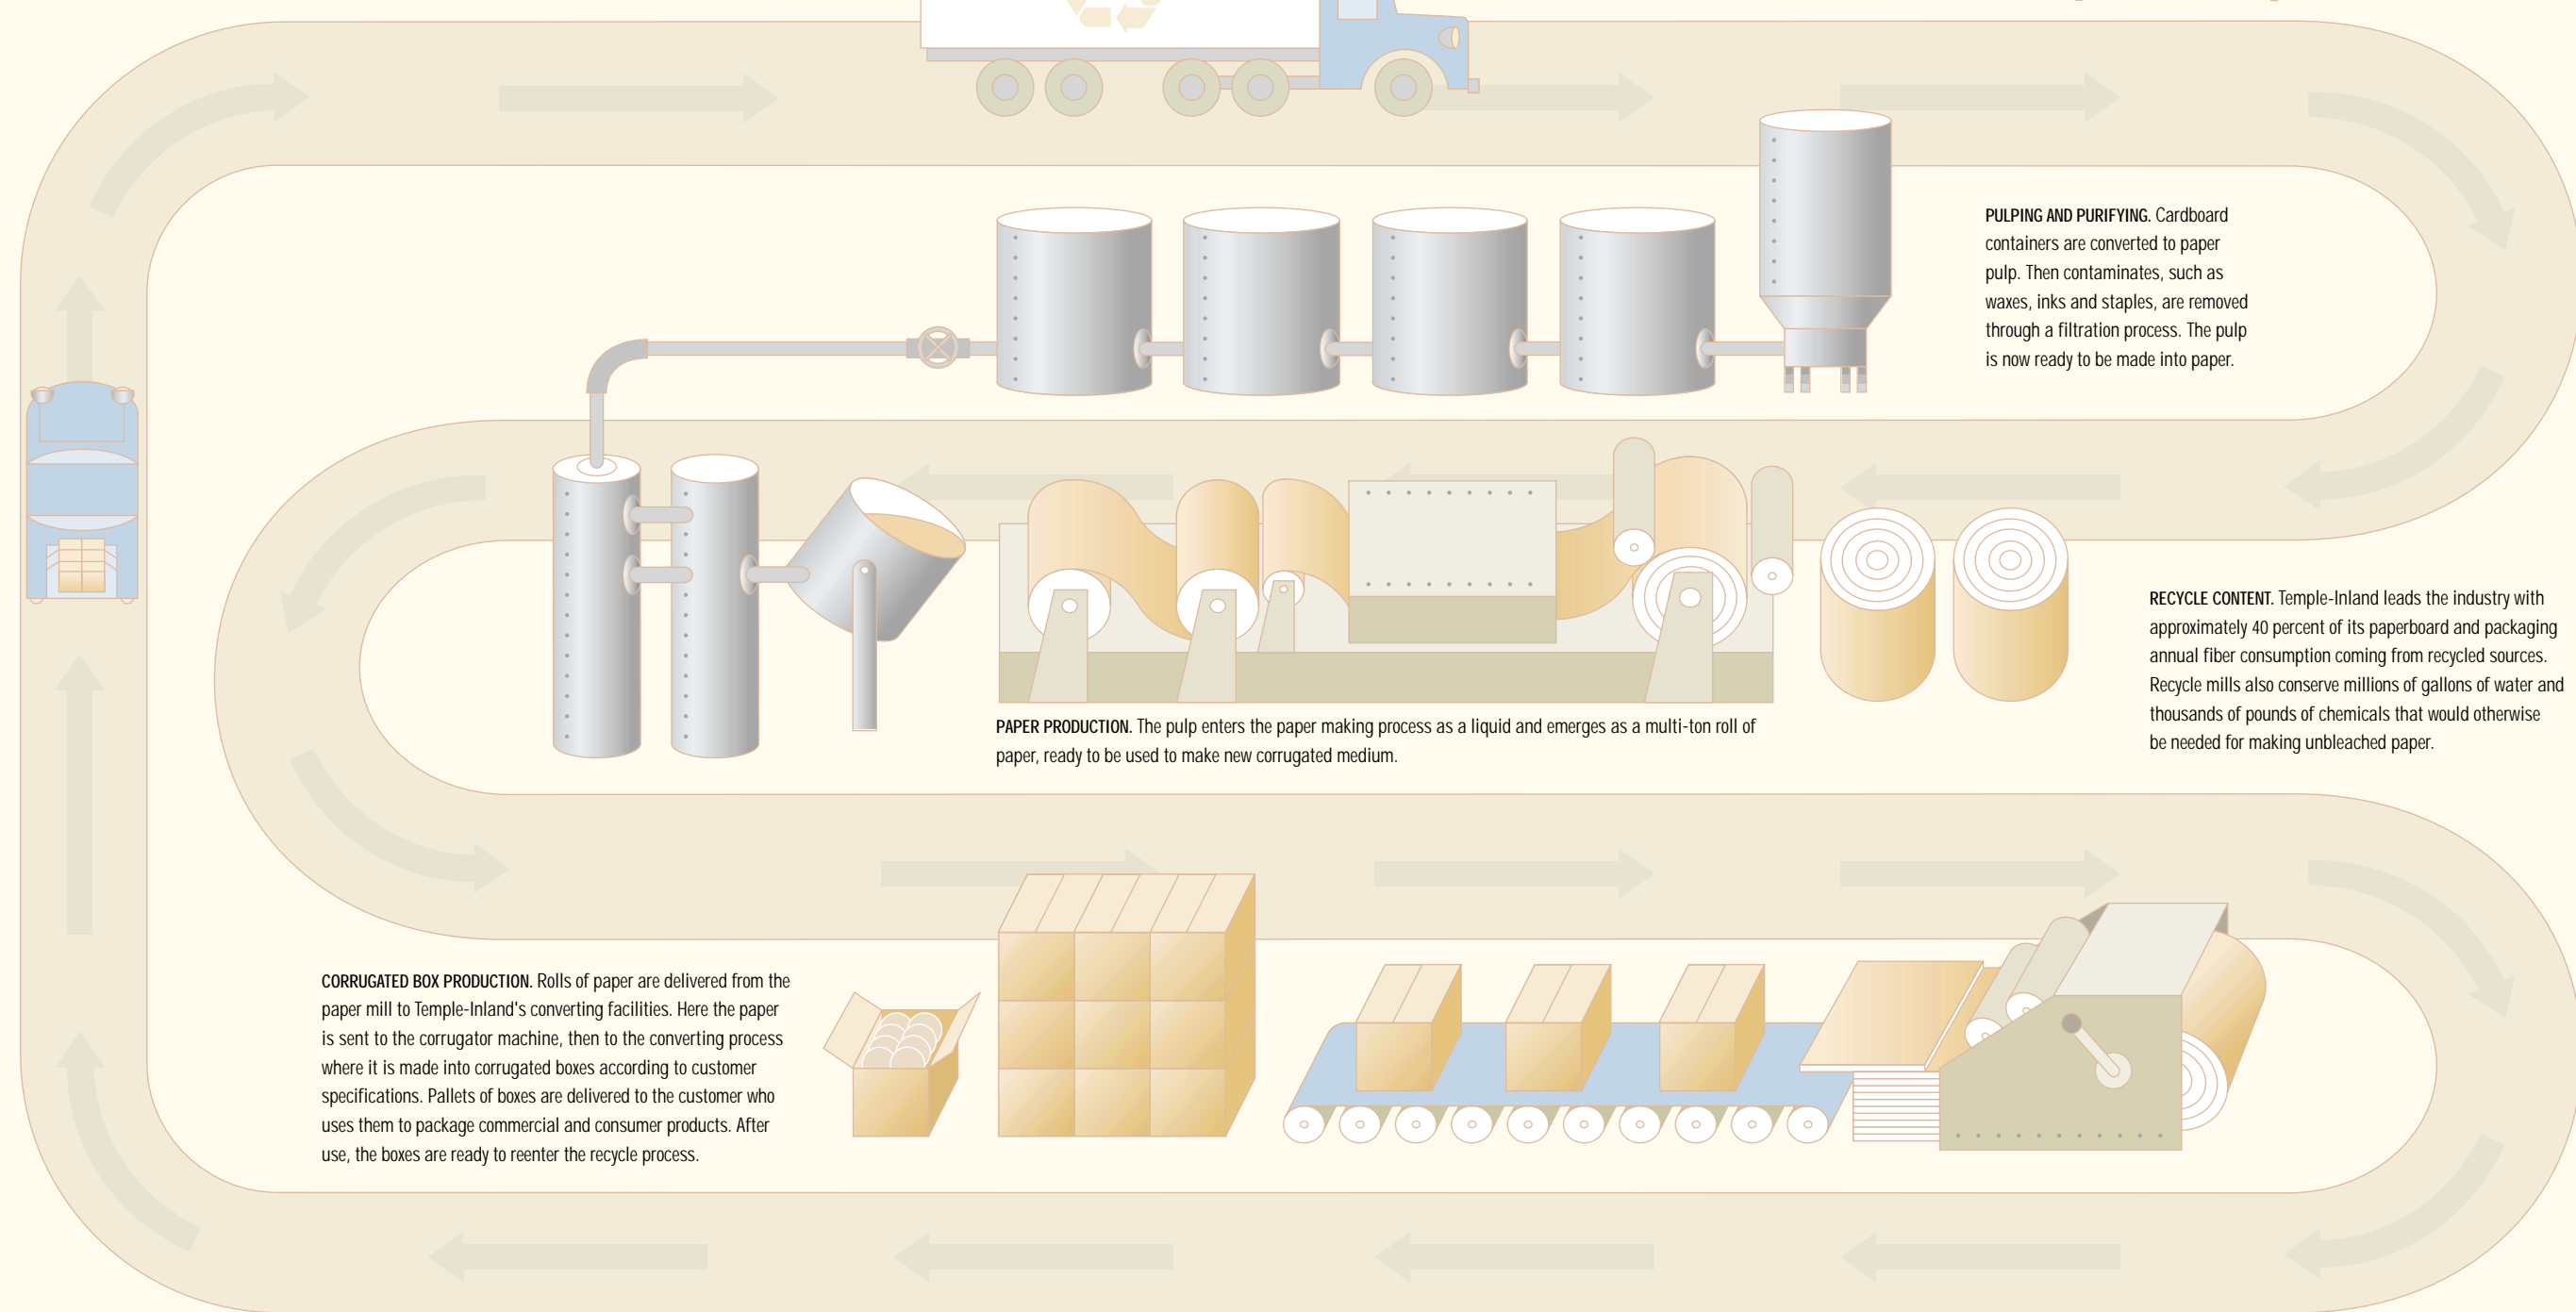 PULPING AND PURIFYING. Cardboard
containers are converted to paper
pulp. Then contaminates, such as
waxes, inks and staples, are removed
through a filtration process. The pulp
is now ready to be made into paper.
RECYCLE CONTENT. Temple-Inland leads the industry with
approximately 40 percent of its paperboard and packaging
annual fiber consumption coming from recycled sources.
Recycle mills also conserve millions of gallons of water and
thousands of pounds of chemicals that would otherwise
be needed for making unbleached paper.
PAPER PRODUCTION. The pulp enters the paper making process as a liquid and emerges as a multi-ton roll of
paper, ready to be used to make new corrugated medium.
CORRUGATED BOX PRODUCTION. Rolls of paper are delivered from the
paper mill to Temple-Inland's converting facilities. Here the paper
is sent to the corrugator machine, then to the converting process
where it is made into corrugated boxes according to customer
specifications. Pallets of boxes are delivered to the customer who
uses them to package commercial and consumer products. After
use, the boxes are ready to reenter the recycle process.